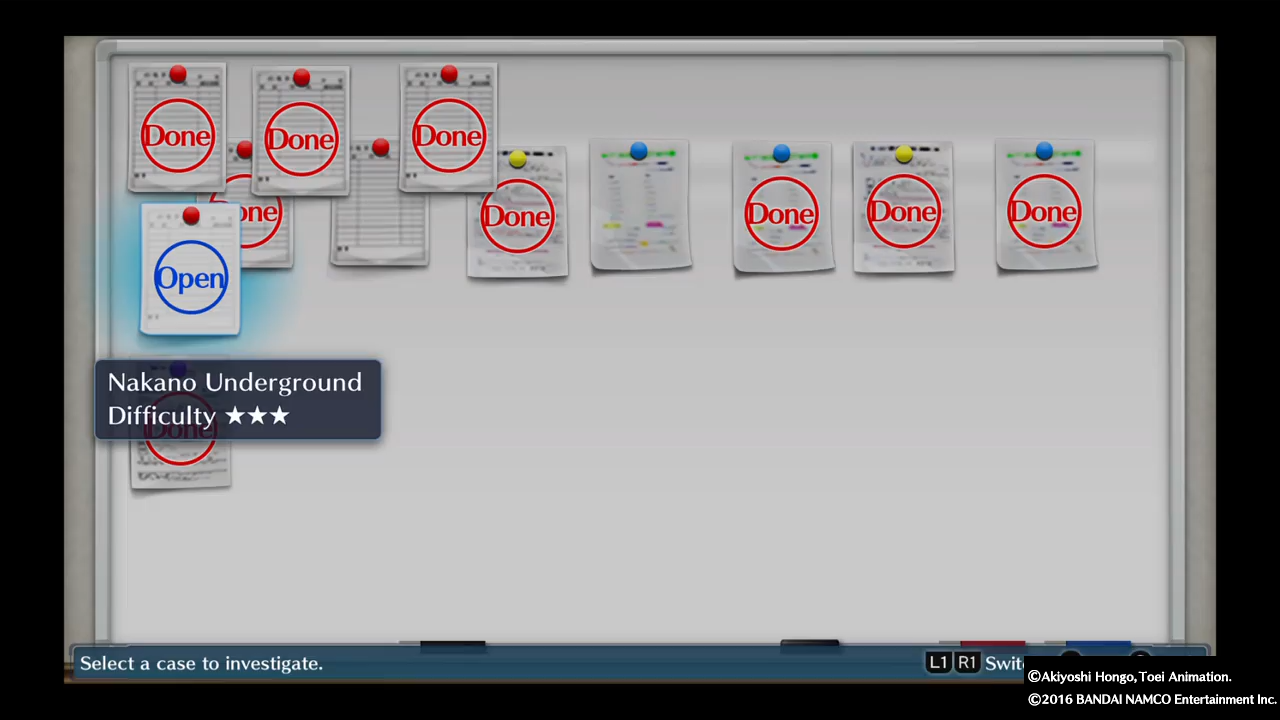 Done
Done
Done
Done
Done
Done
Done
Done
Open
Nakano Underground
Difficulty ★★★
Done
Select a case to investigate.
L1 R1 Swit
©Akiyoshi Hongo, Toei Animation.
©2016 BANDAI NAMCO Entertainment Inc.